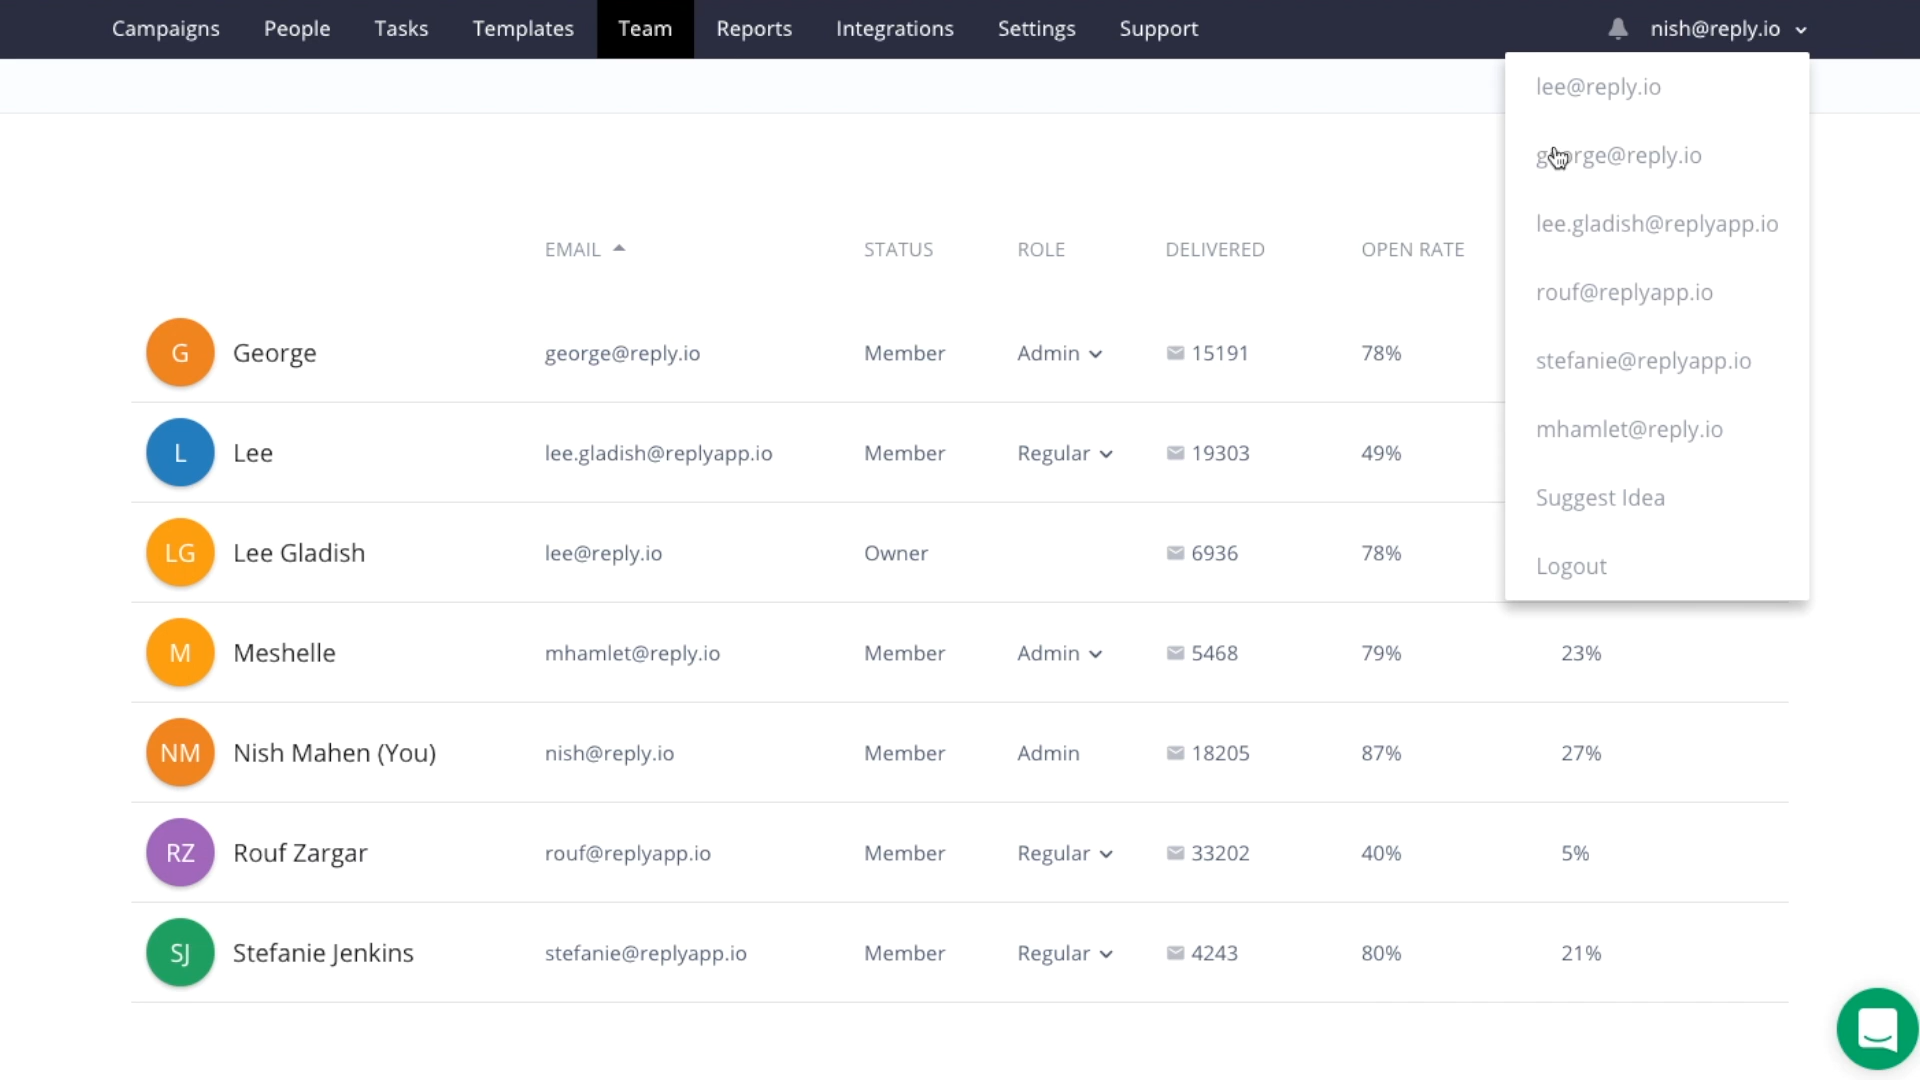 Campaigns People Tasks Templates Team Reports Integrations Settings Support nish@reply.io
lee@reply.io
george@reply.io
lee.gladish@replyapp.io
rouf@replyapp.io
stefanie@replyapp.io
mhamlet@reply.io
Suggest Idea
Logout
EMAIL STATUS ROLE DELIVERED OPEN RATE
G George george@reply.io Member Admin 15191 78%
L Lee lee.gladish@replyapp.io Member Regular 19303 49%
LG Lee Gladish lee@reply.io Owner 6936 78%
M Meshelle mhamlet@reply.io Member Admin 5468 79% 23%
NM Nish Mahen (You) nish@reply.io Member Admin 18205 87% 27%
RZ Rouf Zargar rouf@replyapp.io Member Regular 33202 40% 5%
SJ Stefanie Jenkins stefanie@replyapp.io Member Regular 4243 80% 21%